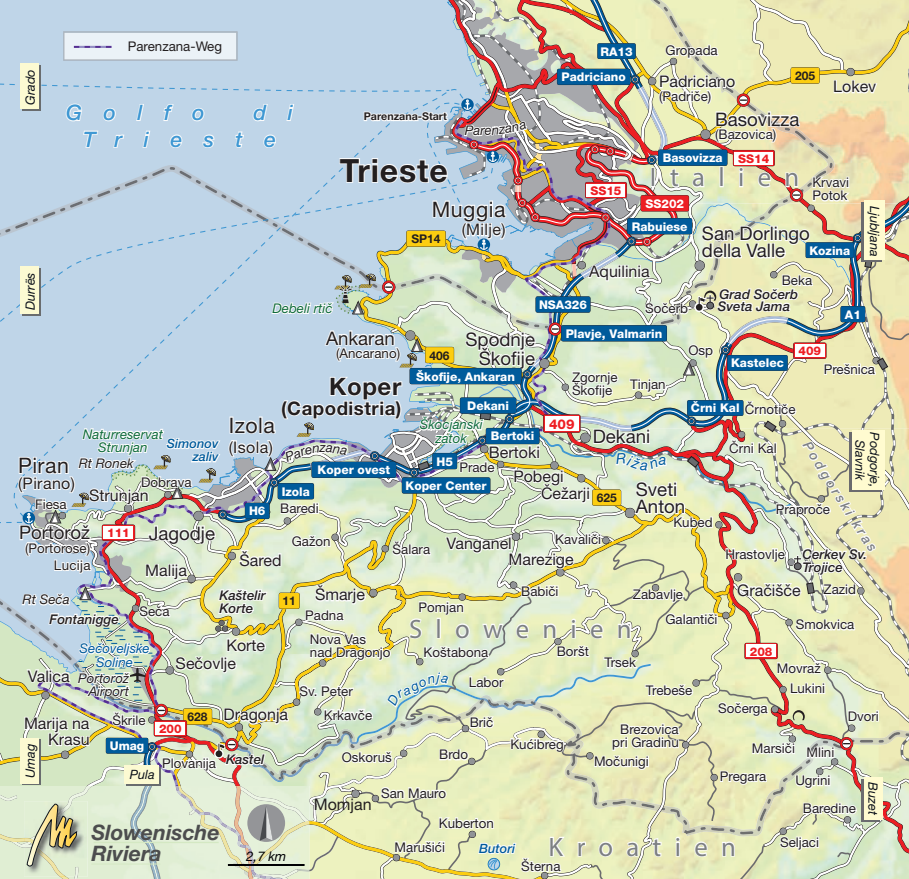 Parenzana-Weg
Grado
Golfo di
Trieste
Durrës
RA13
Gropada
Padriciano
Padriciano
(Padriče)
205
Lokev
Parenzana-Start
Parenzana
Basovizza
(Bazovica)
Basovizza
SS14
Trieste
SS15
Italien
Krvavi
Potok
SS202
Muggia
(Milje)
Rabuiese
San Dorlingo
della Valle
Ljubljana
Kozina
SP14
Aquilinia
Beka
Debeli rtič
NSA326
Socerb
Grad Sočerb
Sveta Jama
A1
Ankaran
(Ancarano)
Spodnje
Škofije
Plavje, Valmarin
406
Osp
409
Kastelec
Prešnica
Škofije, Ankaran
Koper
(Capodistria)
Zgornje
Škofije
Tinjan
Dekani
Črni Kal
Črnotiče
Škocjanski
zatok
409
Izola
(Isola)
Naturreservat
Strunjan
Simonov
zaliv
Parenzana
Bertoki
Bertoki
Dekani
Črni Kal
Podgorje,
Slavnik
Rižana
Podgorski kras
Rt Ronek
Koper ovest
H5
Prade
Piran
(Pirano)
Dobrava
Koper Center
Pobegi
Čežarji
Izola
625
Sveti
Anton
Strunjan
Fiesa
H6
Baredi
Praproče
Portorož
(Portorose)
111
Jagodje
Kubed
Gažon
Šalara
Vanganel
Kavaliči
Lucija
Šared
Marezige
Hrastovlje
Cerkev Sv.
Trojice
Malija
Rt Seča
Kaštelir
Korte
11
Šmarje
Babiči
Zabavlje
Gračišče
Zazid
Fontanigge
Seča
Padna
Pomjan
Galantiči
Smokvica
Slowenien
Korte
Nova Vas
nad Dragonjo
Sečoveljske
Soline
Sečovlje
Koštabona
Boršt
Trsek
208
Valica
Portorož
Airport
Dragonja
Labor
Movraž
Sv. Peter
Trebeše
Lukini
Marija na
Krasu
Škrile
628
Dragonja
Krkavče
Sočerga
Brič
Dvori
200
Brezovica
pri Gradinu
Umag
Umag
Kućibreg
Marsiči
Mlini
Plovanija
Kastel
Oskoruš
Brdo
Močunigi
Pula
Pregara
Ugrini
Buzet
San Mauro
Momjan
Baredine
Slowenische
Riviera
Kuberton
Seljaci
2,7 km
Marušići
Butori
Kroatien
Šterna